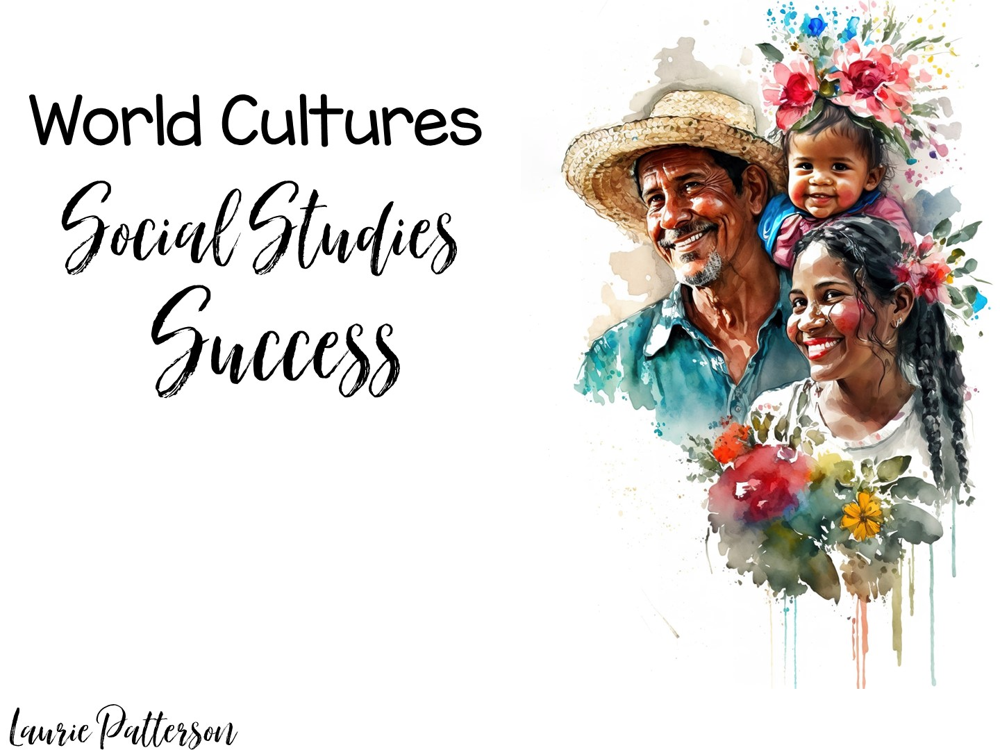 World Cultures
Social Studies
Success
Laurie Patterson